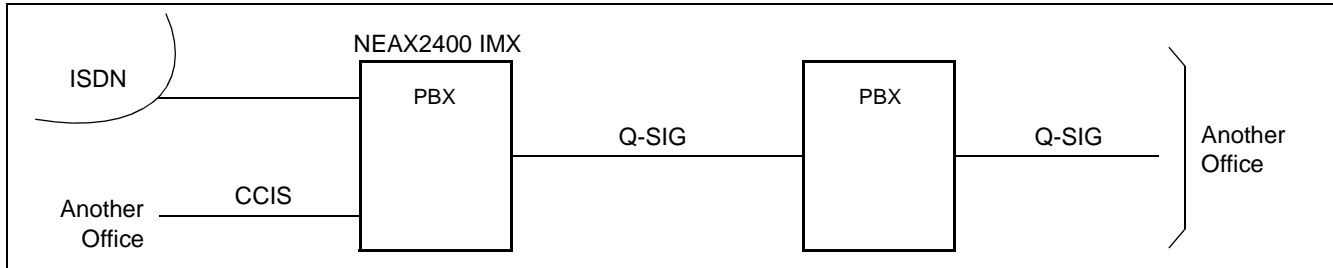 NEAX2400 IMX
ISDN
PBX
PBX
Q-SIG
Q-SIG
Another
Office
CCIS
Another
Office